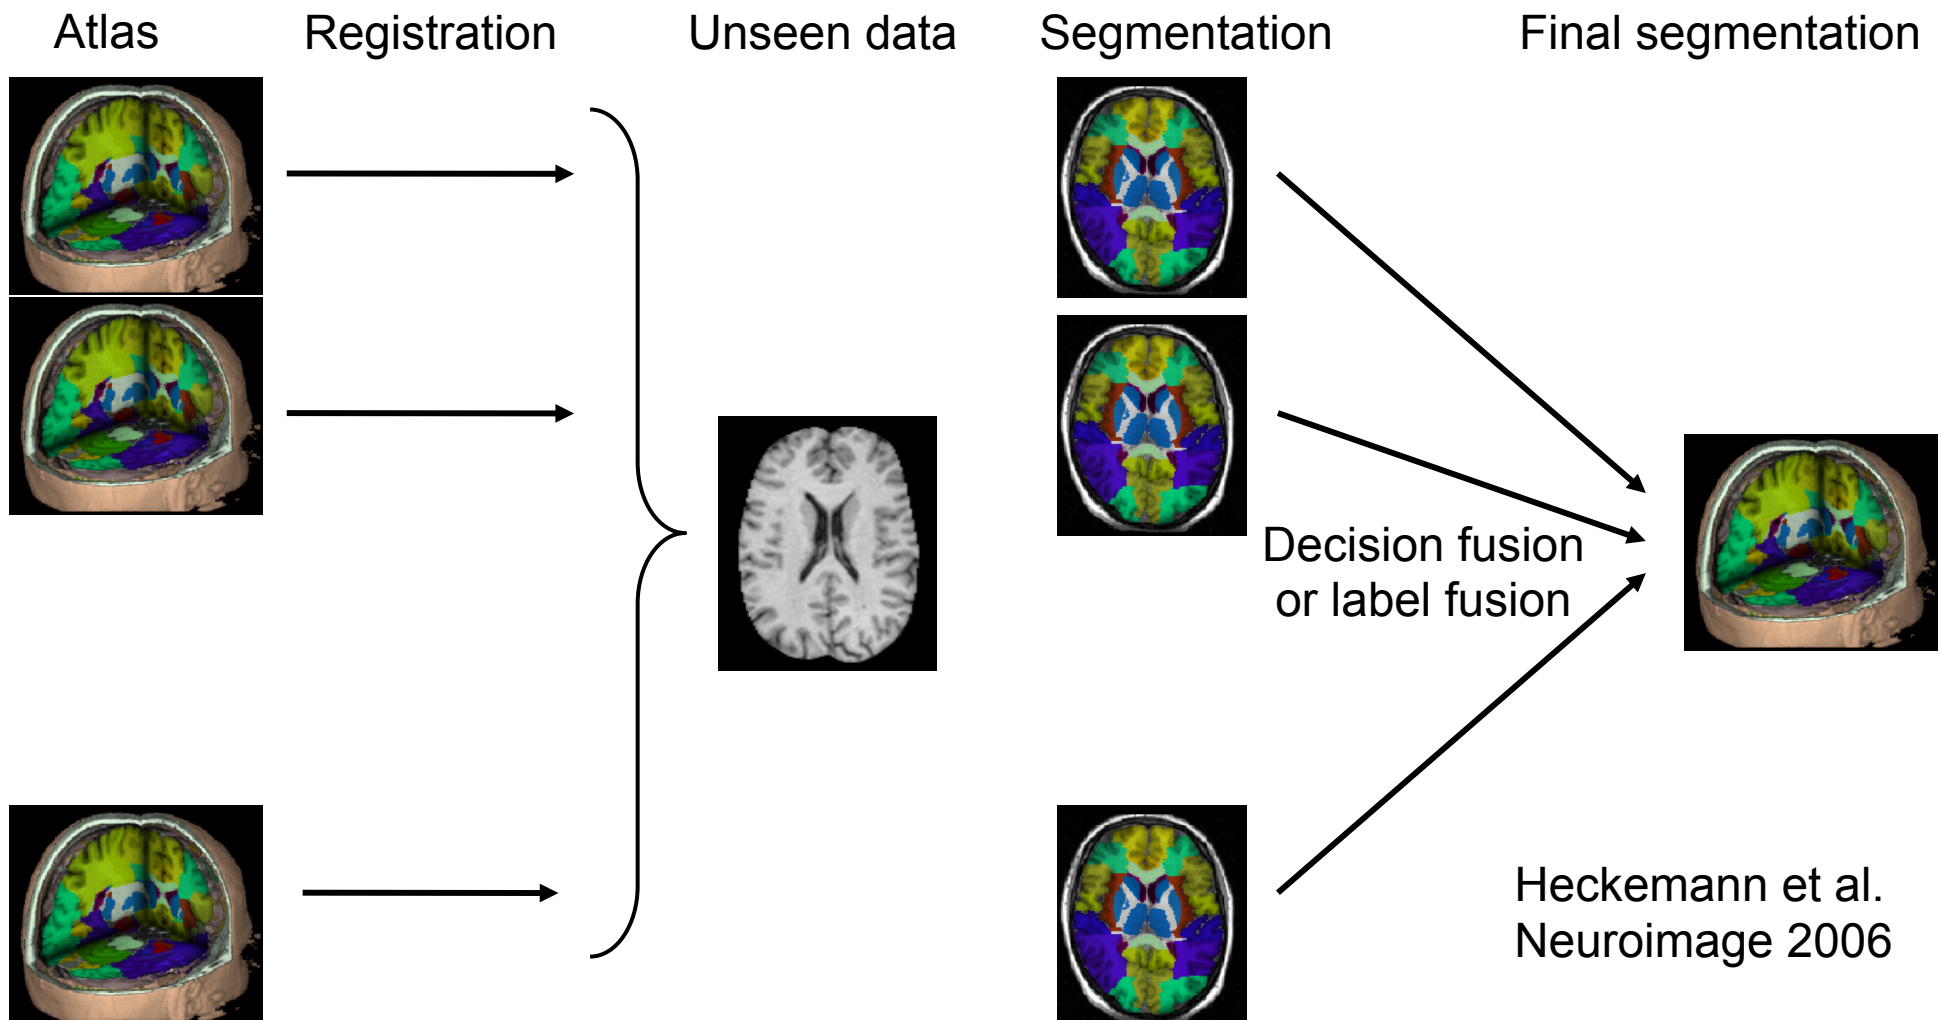 Atlas
Registration
Unseen data
Segmentation
Final segmentation
Decision fusion
or label fusion
Heckemann et al.
Neuroimage 2006